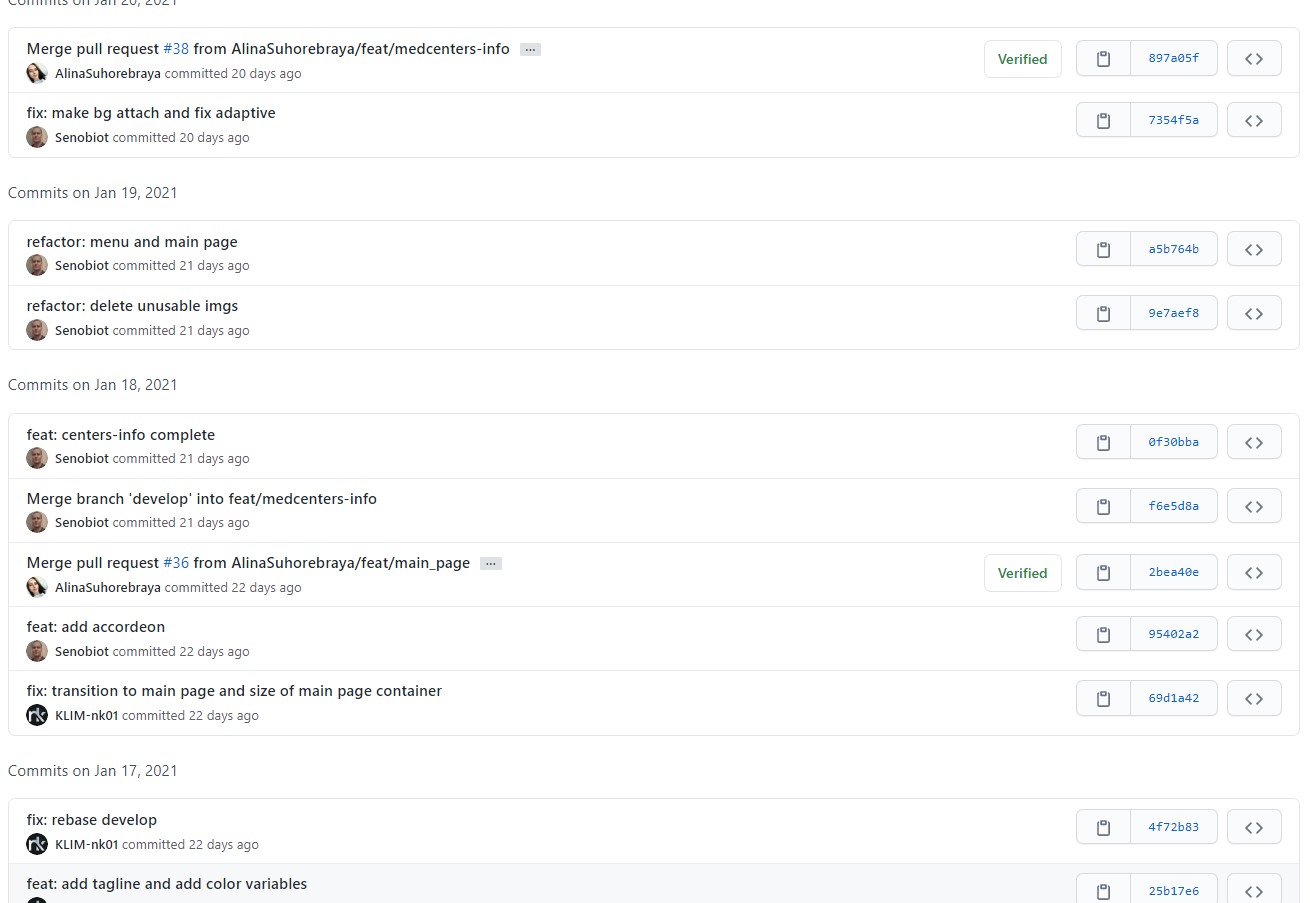 Commits on Jan 20, 2021
Merge pull request #38 from AlinaSuhorebraya/feat/medcenters-info ...
AlinaSuhorebraya committed 20 days ago
Verified
897a05f
fix: make bg attach and fix adaptive
Senobiot committed 20 days ago
7354f5a
Commits on Jan 19, 2021
refactor: menu and main page
Senobiot committed 21 days ago
a5b764b
refactor: delete unusable imgs
Senobiot committed 21 days ago
9e7aef8
Commits on Jan 18, 2021
feat: centers-info complete
Senobiot committed 21 days ago
0f30bba
Merge branch 'develop' into feat/medcenters-info
Senobiot committed 21 days ago
f6e5d8a
Merge pull request #36 from AlinaSuhorebraya/feat/main_page ...
AlinaSuhorebraya committed 22 days ago
Verified
2bea40e
feat: add accordeon
Senobiot committed 22 days ago
95402a2
fix: transition to main page and size of main page container
KLIM-nk01 committed 22 days ago
69d1a42
Commits on Jan 17, 2021
fix: rebase develop
KLIM-nk01 committed 22 days ago
4f72b83
feat: add tagline and add color variables
25b17e6